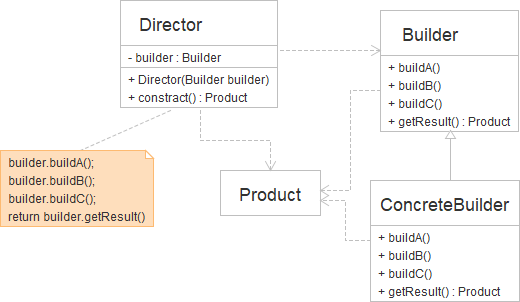 Director
- builder : Builder
+ Director(Builder builder)
+ constract() : Product
Builder
+ buildA()
+ buildB()
+ buildC()
+ getResult() : Product
builder.buildA();
builder.buildB();
builder.buildC();
return builder.getResult()
Product
ConcreteBuilder
+ buildA()
+ buildB()
+ buildC()
+ getResult() : Product